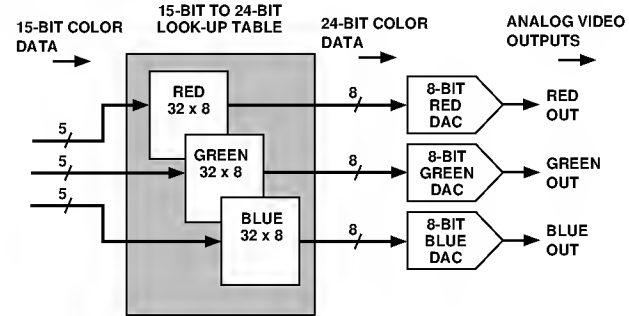 15-BIT COLOR
DATA
15-BIT TO 24-BIT
LOOK-UP TABLE
24-BIT COLOR
DATA
ANALOG VIDEO
OUTPUTS
5
RED
32 x 8
8
8-BIT
RED
DAC
RED
OUT
5
GREEN
32 x 8
8
8-BIT
GREEN
DAC
GREEN
OUT
5
BLUE
32 x 8
8
8-BIT
BLUE
DAC
BLUE
OUT